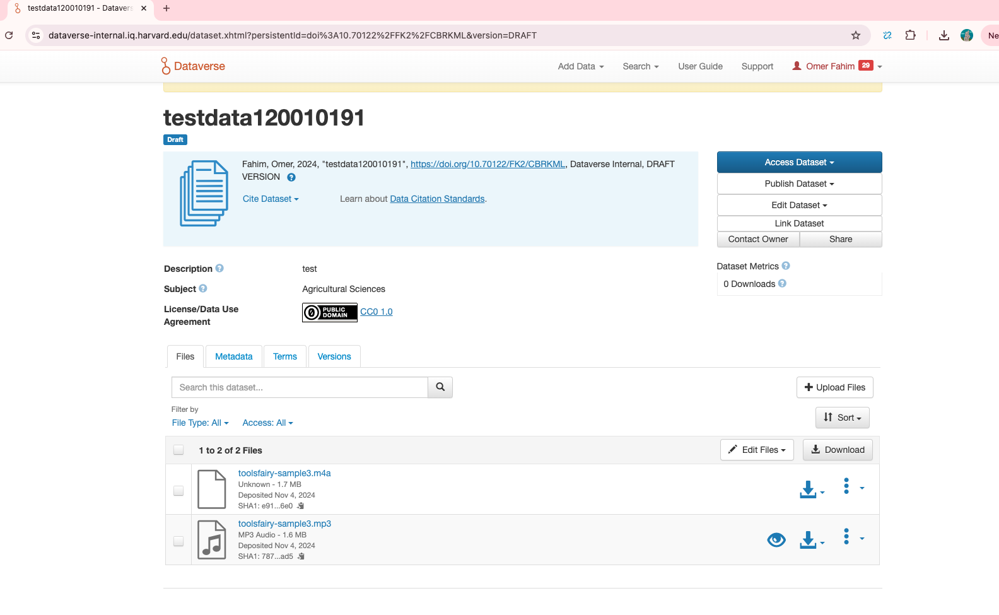 testdata120010191 - Datavers
dataverse-internal.iq.harvard.edu/dataset.xhtml?persistentId=doi%3A10.70122%2FFK2%2FCBRKML&version=DRAFT
Ne
Dataverse
Add Data
Search
User Guide
Support
Omer Fahim 29
testdata120010191
Draft
Fahim, Omer, 2024, "testdata120010191", https://doi.org/10.70122/FK2/CBRKML, Dataverse Internal, DRAFT
VERSION
Cite Dataset
Learn about Data Citation Standards.
Access Dataset
Publish Dataset
Edit Dataset
Link Dataset
Contact Owner
Share
Dataset Metrics
0 Downloads
Description
test
Subject
Agricultural Sciences
License/Data Use
Agreement
PUBLIC
DOMAIN
CC0 1.0
Files
Metadata
Terms
Versions
Search this dataset...
Upload Files
Filter by
File Type: All
Access: All
Sort
1 to 2 of 2 Files
Edit Files
Download
toolsfairy-sample3.m4a
Unknown - 1.7 MB
Deposited Nov 4, 2024
SHA1: e91...6e0
toolsfairy-sample3.mp3
MP3 Audio - 1.6 MB
Deposited Nov 4, 2024
SHA1: 787...ad5